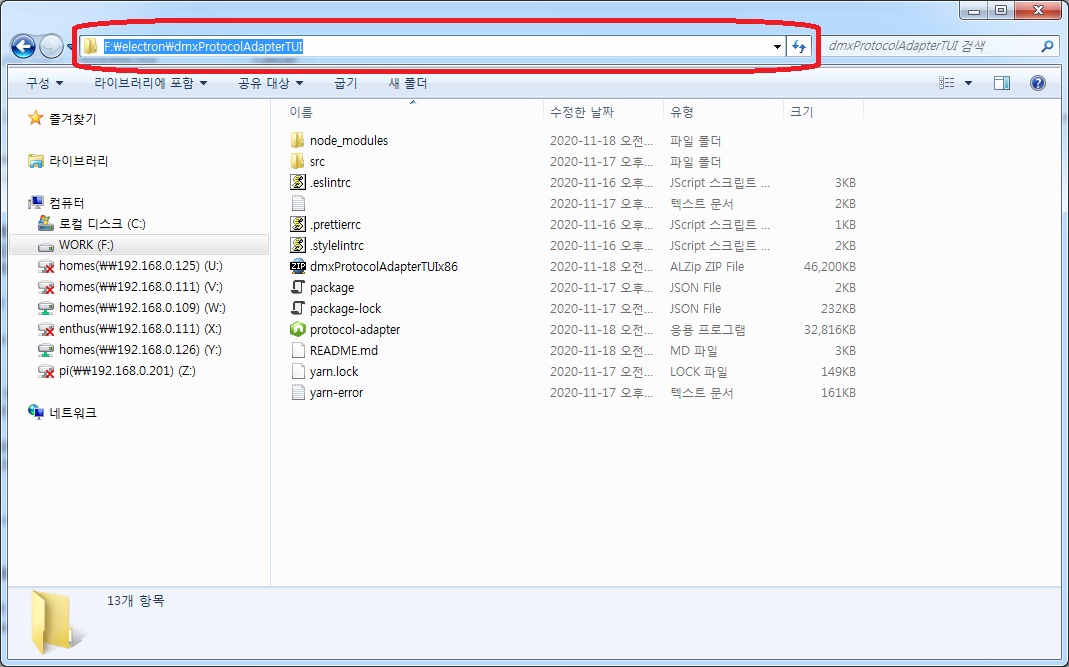 F:₩electron₩dmxProtocolAdapterTUI
dmxProtocolAdapterTUI 검색
구성 라이브러리에 포함 공유 대상 굽기 새 폴더
즐겨찾기
라이브러리
컴퓨터
로컬 디스크 (C:)
WORK (F:)
homes(₩₩192.168.0.125) (U:)
homes(₩₩192.168.0.111) (V:)
homes(₩₩192.168.0.109) (W:)
enthus(₩₩192.168.0.111) (X:)
homes(₩₩192.168.0.126) (Y:)
pi(₩₩192.168.0.201) (Z:)
네트워크
이름 수정한 날짜 유형 크기
node_modules 2020-11-18 오전... 파일 폴더
src 2020-11-17 오후... 파일 폴더
.eslintrc 2020-11-16 오후... JScript 스크립트 ... 3KB
2020-11-17 오후... 텍스트 문서 2KB
.prettierrc 2020-11-16 오후... JScript 스크립트 ... 1KB
.stylelintrc 2020-11-16 오후... JScript 스크립트 ... 2KB
dmxProtocolAdapterTUIx86 2020-11-18 오전... ALZip ZIP File 46,200KB
package 2020-11-17 오후... JSON File 2KB
package-lock 2020-11-17 오후... JSON File 232KB
protocol-adapter 2020-11-18 오전... 응용 프로그램 32,816KB
README.md 2020-11-18 오전... MD 파일 3KB
yarn.lock 2020-11-17 오후... LOCK 파일 149KB
yarn-error 2020-11-17 오후... 텍스트 문서 161KB
13개 항목